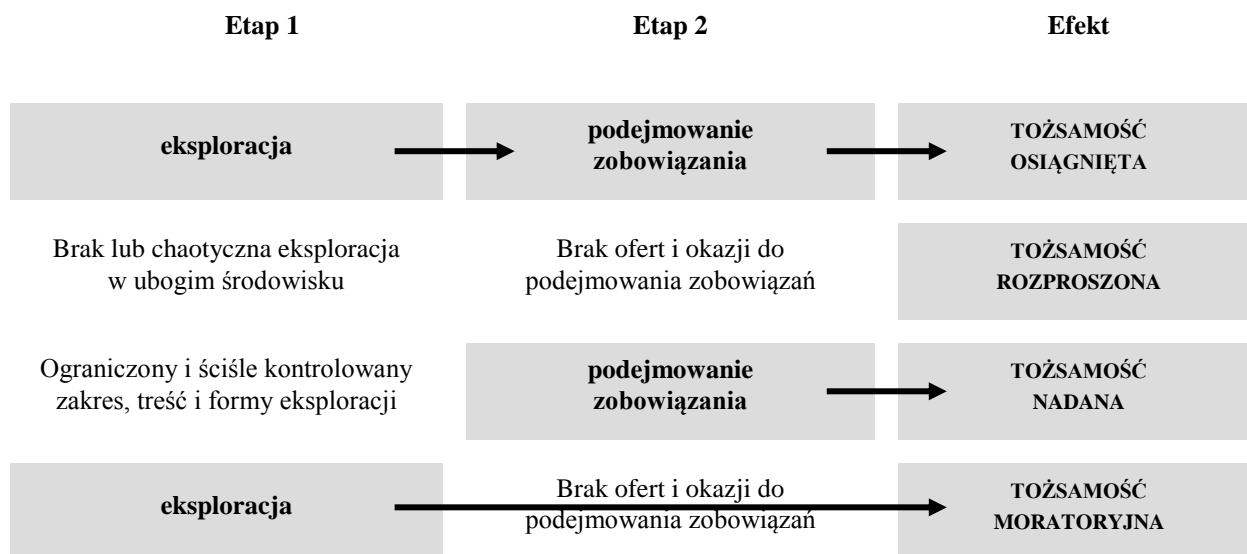 Etap 1
Etap 2
Efekt
eksploracja
podejmowanie
zobowiązania
TOŻSAMOŚĆ
OSIĄGNIĘTA
Brak lub chaotyczna eksploracja
w ubogim środowisku
Brak ofert i okazji do
podejmowania zobowiązań
TOŻSAMOŚĆ
ROZPROSZONA
Ograniczony i ściśle kontrolowany
zakres, treść i formy eksploracji
podejmowanie
zobowiązania
TOŻSAMOŚĆ
NADANA
eksploracja
Brak ofert i okazji do
podejmowania zobowiązań
TOŻSAMOŚĆ
MORATORYJNA